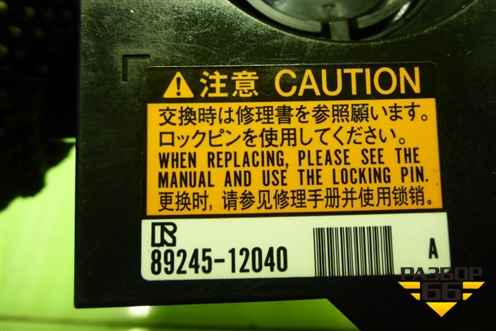 注意 CAUTION
交換時は修理書を参照願います。
ロックピンを使用してください。
WHEN REPLACING, PLEASE SEE THE
MANUAL AND USE THE LOCKING PIN.
更换时, 请参见修理手册并使用锁销。
R
89245-12040
A
РАЗБОР
66